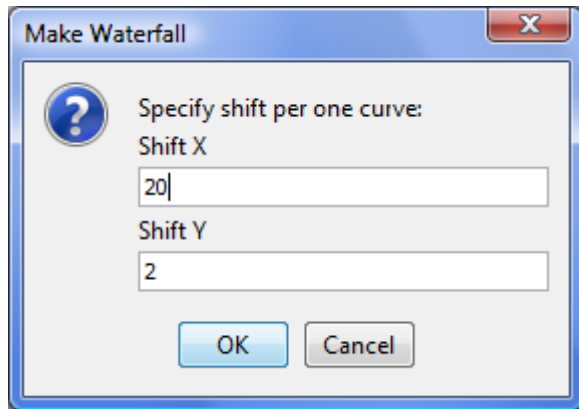 Make Waterfall
Specify shift per one curve:
Shift X
20
Shift Y
2
OK
Cancel